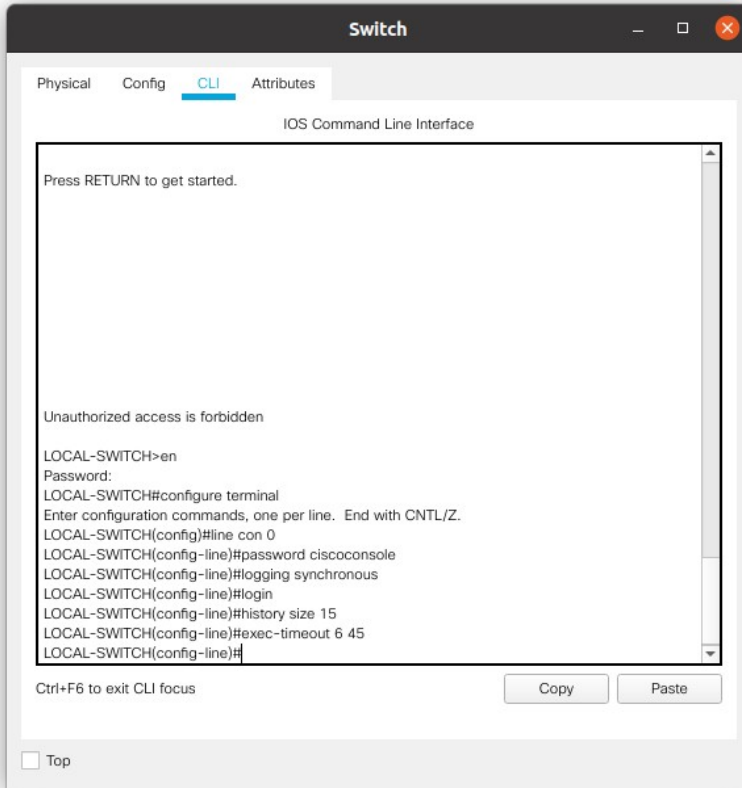 Switch
Physical Config CLI Attributes
IOS Command Line Interface
Press RETURN to get started.
Unauthorized access is forbidden
LOCAL-SWITCH>en
Password:
LOCAL-SWITCH#configure terminal
Enter configuration commands, one per line.  End with CNTL/Z.
LOCAL-SWITCH(config)#line con 0
LOCAL-SWITCH(config-line)#password ciscoconsole
LOCAL-SWITCH(config-line)#logging synchronous
LOCAL-SWITCH(config-line)#login
LOCAL-SWITCH(config-line)#history size 15
LOCAL-SWITCH(config-line)#exec-timeout 6 45
LOCAL-SWITCH(config-line)#
Ctrl+F6 to exit CLI focus Copy Paste
Top